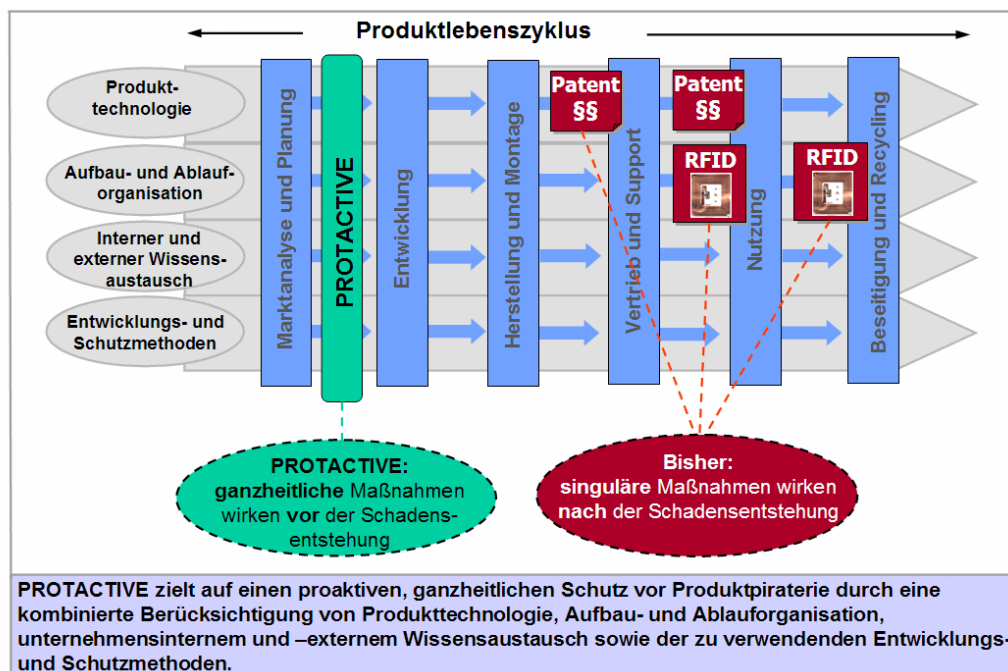 Produktlebenszyklus
Produkt-
technologie
Aufbau- und Ablauf-
organisation
Interner und
externer Wissens-
austausch
Entwicklungs- und
Schutzmethoden
Marktanalyse und Planung
PROTACTIVE
Entwicklung
Herstellung und Montage
Patent
§§
Vertrieb und Support
Patent
§§
RFID
Nutzung
RFID
Beseitigung und Recycling
PROTACTIVE:
ganzheitliche Maßnahmen
wirken vor der Schadens-
entstehung
Bisher:
singuläre Maßnahmen wirken
nach der Schadensentstehung
PROTACTIVE zielt auf einen proaktiven, ganzheitlichen Schutz vor Produktpiraterie durch eine
kombinierte Berücksichtigung von Produkttechnologie, Aufbau- und Ablauforganisation,
unternehmensinternem und –externem Wissensaustausch sowie der zu verwendenden Entwicklungs-
und Schutzmethoden.